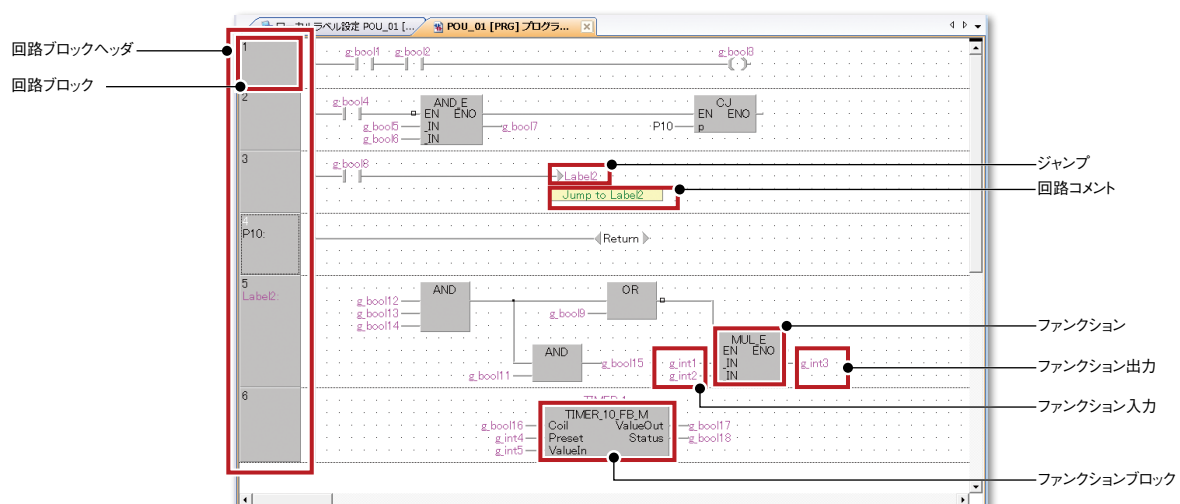 ローカルラベル設定 POU_01 [...
POU_01 [PRG] プログラ...
回路ブロックヘッダ
回路ブロック
1
g_bool1 g_bool2 g_bool3
2
g_bool4 AND_E CJ
EN ENO EN ENO
g_bool5 _IN g_bool7 P10 p
g_bool6 _IN
3
g_bool8
Label2
Jump to Label2
ジャンプ
回路コメント
4
P10:
Return
5
Label2:
AND OR
g_bool12
g_bool13 g_bool9
g_bool14
MUL_E
EN ENO
AND g_bool15 g_int1 _IN g_int3
g_bool11 g_int2 _IN
ファンクション
ファンクション出力
ファンクション入力
6
TIMER_10_FB_M
g_bool16 Coil ValueOut g_bool17
g_int4 Preset Status g_bool18
g_int5 ValueIn
ファンクションブロック